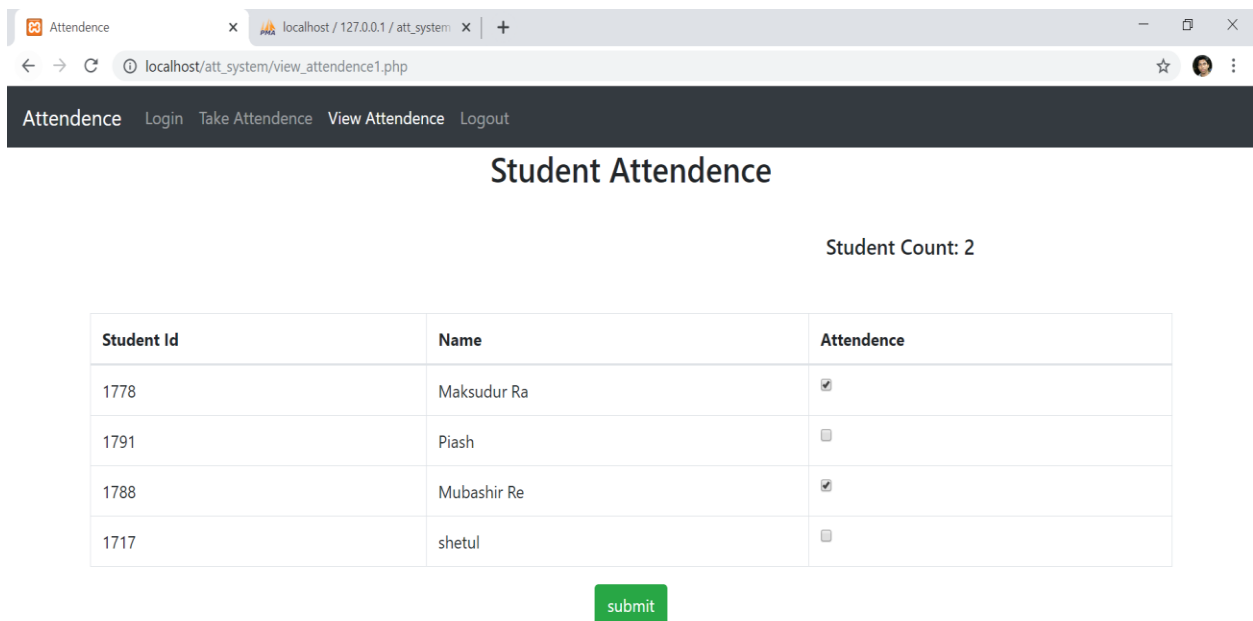 Attendence
localhost / 127.0.0.1 / att_system
localhost/att_system/view_attendence1.php
Attendence Login Take Attendence View Attendence Logout
Student Attendence
Student Count: 2
Student Id Name Attendence
1778 Maksudur Ra
1791 Piash
1788 Mubashir Re
1717 shetul
submit